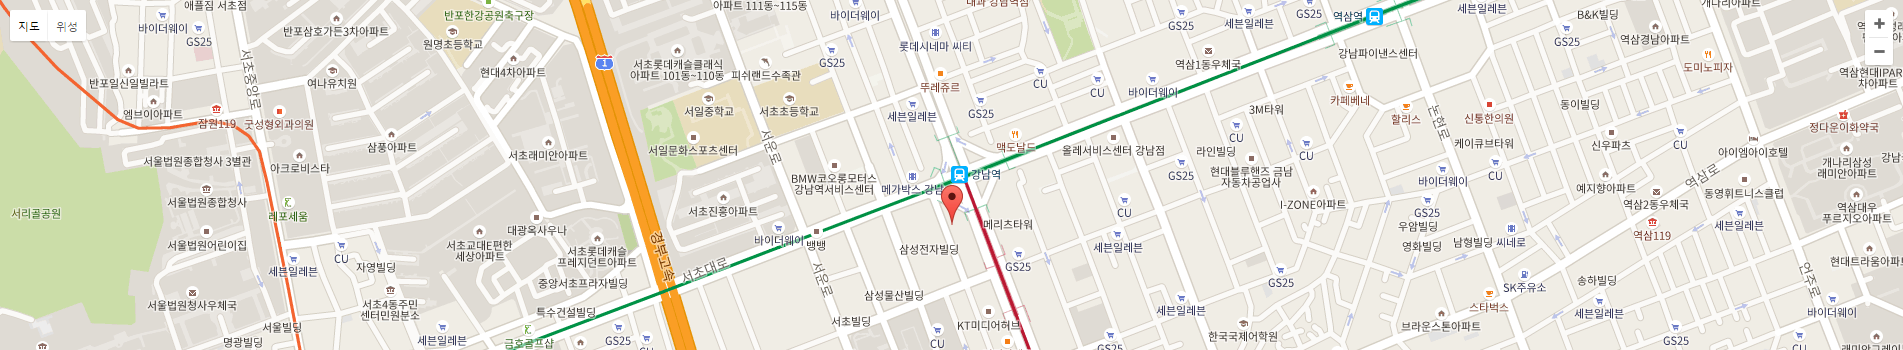 애플짐 서초점
바이더웨이
GS25
지도
위성
반포한강공원축구장
원명초등학교
반포삼호가든3차아파트
현대4차아파트
여나유치원
반포일신일빌라트
엠브이아파트
잠원119
굿성형외과의원
서울법원종합청사 3별관
아크로비스타
삼풍아파트
서초래미안아파트
서초중앙로
서리골공원
서울법원종합청사
레포세움
서울법원어린이집
세븐일레븐
CU
자영빌딩
서울법원청사우체국
서울빌딩
명광빌딩
서초4동주민
센터민원분소
세븐일레븐
대광옥사우나
서초교대E편한
세상아파트
서초롯데캐슬
프레지던트아파트
중앙서초프라자빌딩
특수건설빌딩
금호골프샵
GS25
CU
1
경부고속
서초대로
아파트 111동~115동
서초롯데캐슬클래식
아파트 101동~110동
피쉬랜드수족관
서일중학교
서초초등학교
서일문화스포츠센터
서운로
바이더웨이
GS25
BMW코오롱모터스
강남역서비스센터
서초진흥아파트
바이더웨이
뱅뱅
서운로
롯데시네마 씨티
뚜레쥬르
세븐일레븐
GS25
맥도날드
메가박스 강남
강남역
메리츠타워
삼성전자빌딩
삼성물산빌딩
서초빌딩
CU
KT미디어허브
GS25
대과 강남역점
CU
CU
바이더웨이
GS25
세븐일레븐
GS25
역삼역
역삼1동우체국
강남파이낸스센터
3M타워
카페베네
할리스
논현로
CU
올레서비스센터 강남점
라인빌딩
GS25
현대블루핸즈 금남
자동차공업사
CU
I-ZONE아파트
CU
세븐일레븐
GS25
세븐일레븐
한국국제어학원
GS25
세븐일레븐
B&K빌딩
GS25
역삼경남아파트
개나리아파트
도미노피자
역삼현대IPAR
차아파트
동이빌딩
신통한의원
케이큐브타워
신우파츠
CU
아이엠아이호텔
정다운이화약국
개나리삼성
래미안아파트
강남
바이더웨이
예지향아파트
역삼로
동영휘트니스클럽
역삼2동우체국
역삼119
세븐일레븐
역삼대우
푸르지오아파트
GS25
우암빌딩
영화빌딩
남형빌딩
씨네로
SK주유소
송하빌딩
스타벅스
브라운스톤아파트
세븐일레븐
GS25
CU
언주로
현대트라움아파트
바이더웨이